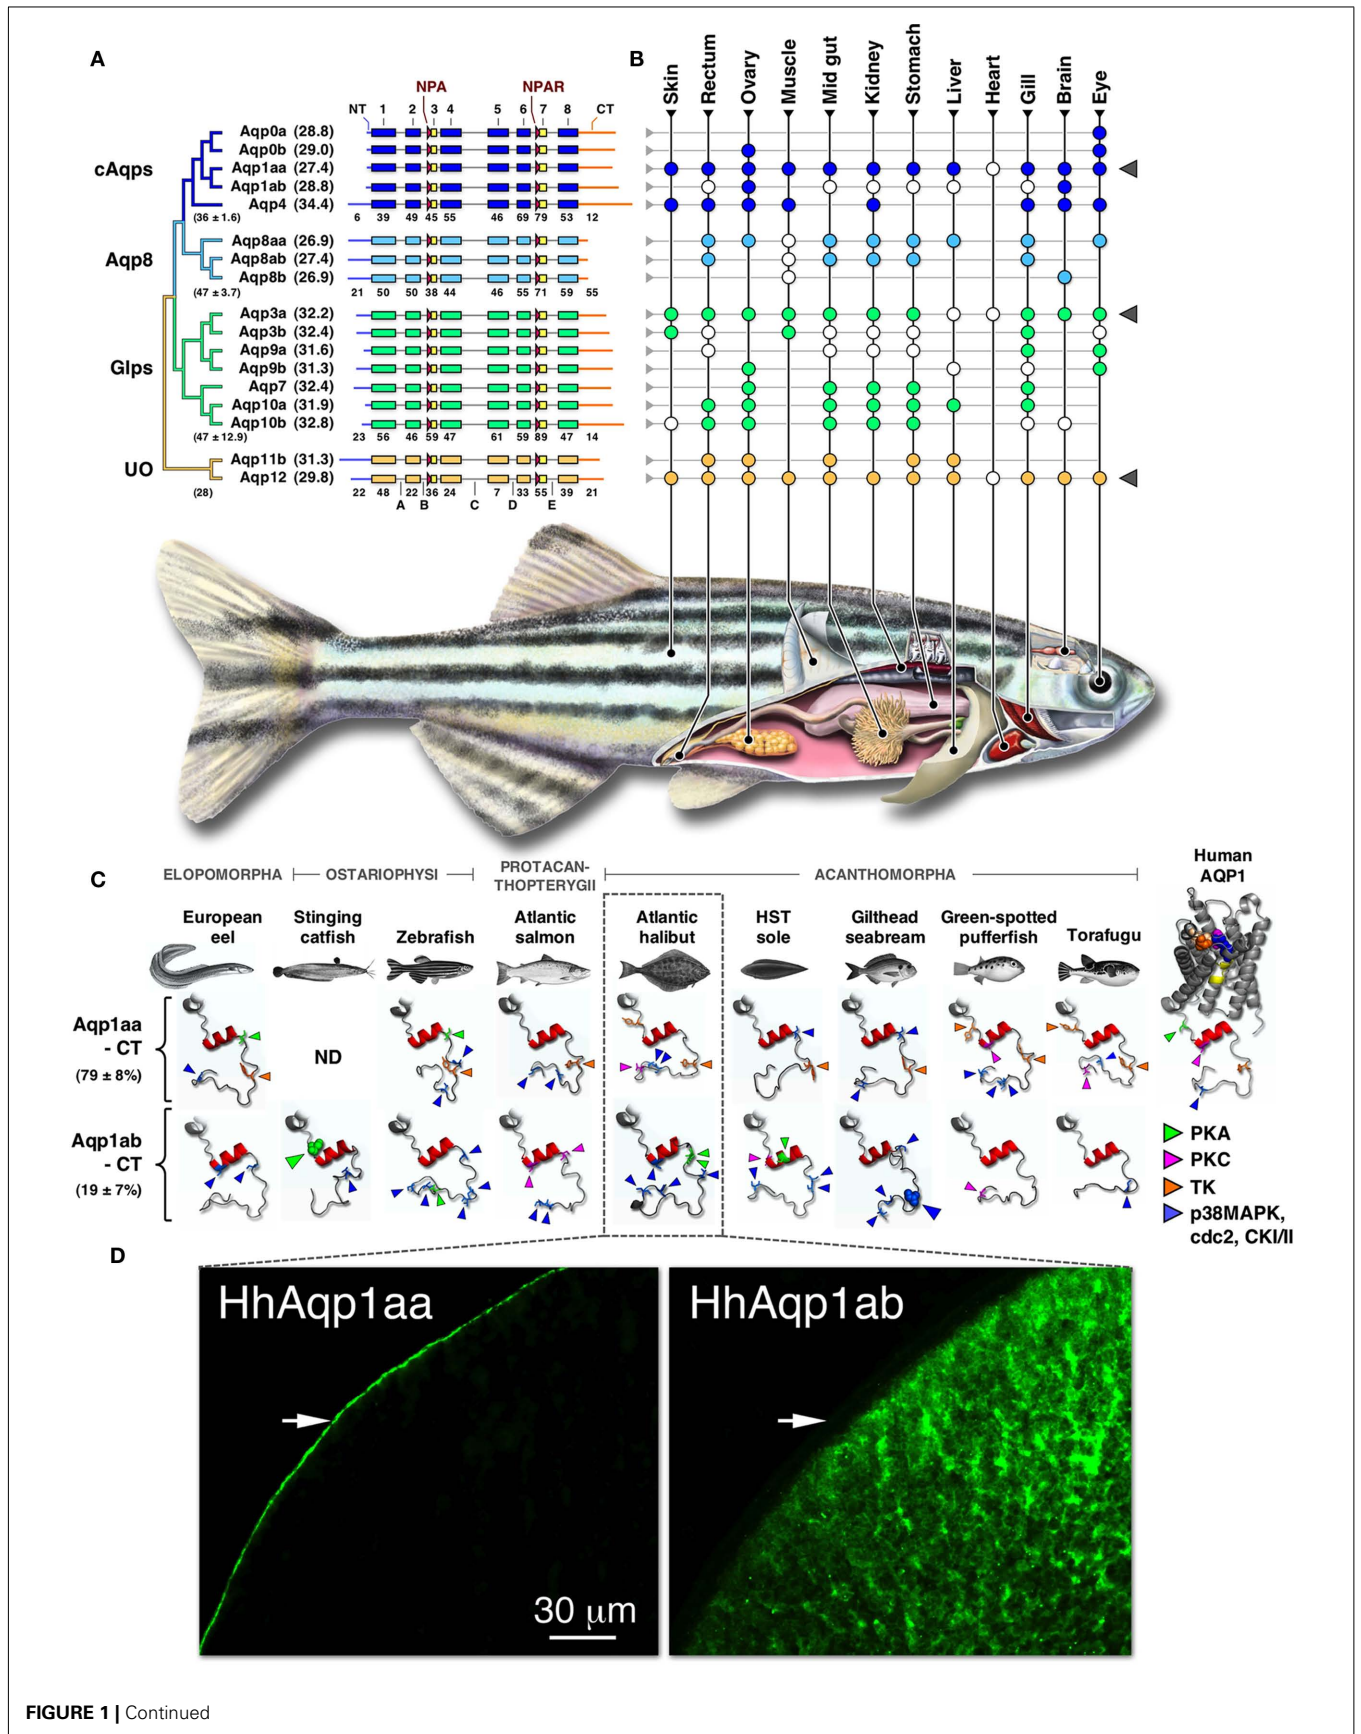 A
B
NPA
NPAR
NT 1 2 3 4 5 6 7 8 CT
Skin
Rectum
Ovary
Muscle
Mid gut
Kidney
Stomach
Liver
Heart
Gill
Brain
Eye
cAqps
Aqp0a (28.8)
Aqp0b (29.0)
Aqp1aa (27.4)
Aqp1ab (28.8)
Aqp4 (34.4)
(36 ± 1.6)
6 39 49 45 55 46 69 79 53 12
Aqp8
Aqp8aa (26.9)
Aqp8ab (27.4)
Aqp8b (26.9)
(47 ± 3.7)
21 50 50 38 44 46 55 71 59 55
Glps
Aqp3a (32.2)
Aqp3b (32.4)
Aqp9a (31.6)
Aqp9b (31.3)
Aqp7 (32.4)
Aqp10a (31.9)
Aqp10b (32.8)
(47 ± 12.9)
23 56 46 59 47 61 59 89 47 14
UO
Aqp11b (31.3)
Aqp12 (29.8)
(28)
22 48 22 36 24 7 33 55 39 21
A B C D E
C
ELOPOMORPHA
OSTARIOPHYSI
PROTACAN-
THOPTERYGII
ACANTHOMORPHA
Human
AQP1
European
eel
Stinging
catfish
Zebrafish
Atlantic
salmon
Atlantic
halibut
HST
sole
Gilthead
seabream
Green-spotted
pufferfish
Torafugu
Aqp1aa
- CT
(79 ± 8%)
ND
Aqp1ab
- CT
(19 ± 7%)
PKA
PKC
TK
p38MAPK,
cdc2, CKI/II
D
HhAqp1aa
HhAqp1ab
30 μm
FIGURE 1 | Continued